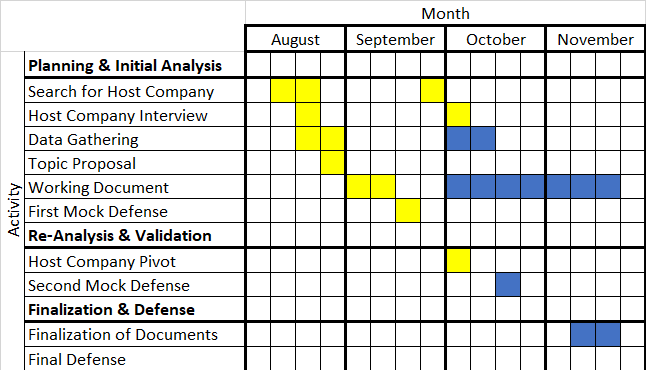 Month
August September October November
Activity
Planning & Initial Analysis
Search for Host Company
Host Company Interview
Data Gathering
Topic Proposal
Working Document
First Mock Defense
Re-Analysis & Validation
Host Company Pivot
Second Mock Defense
Finalization & Defense
Finalization of Documents
Final Defense